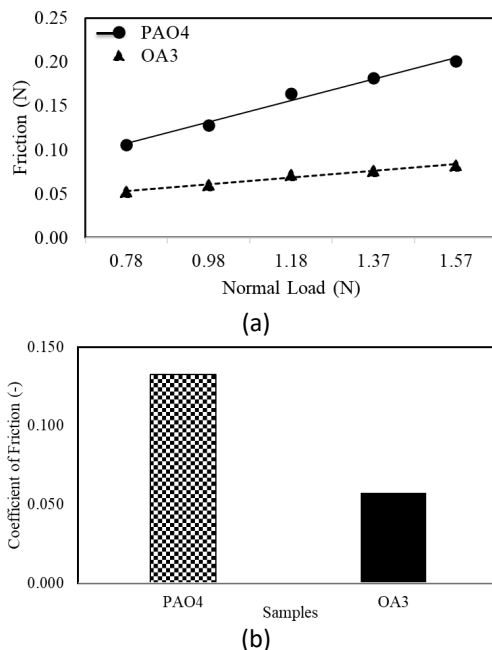 0.25
PAO4
OA3
0.20
0.15
0.10
0.05
0.00
Friction (N)
0.78 0.98 1.18 1.37 1.57
Normal Load (N)
(a)
0.150
0.100
0.050
0.000
Coefficient of Friction (-)
PAO4 OA3
Samples
(b)